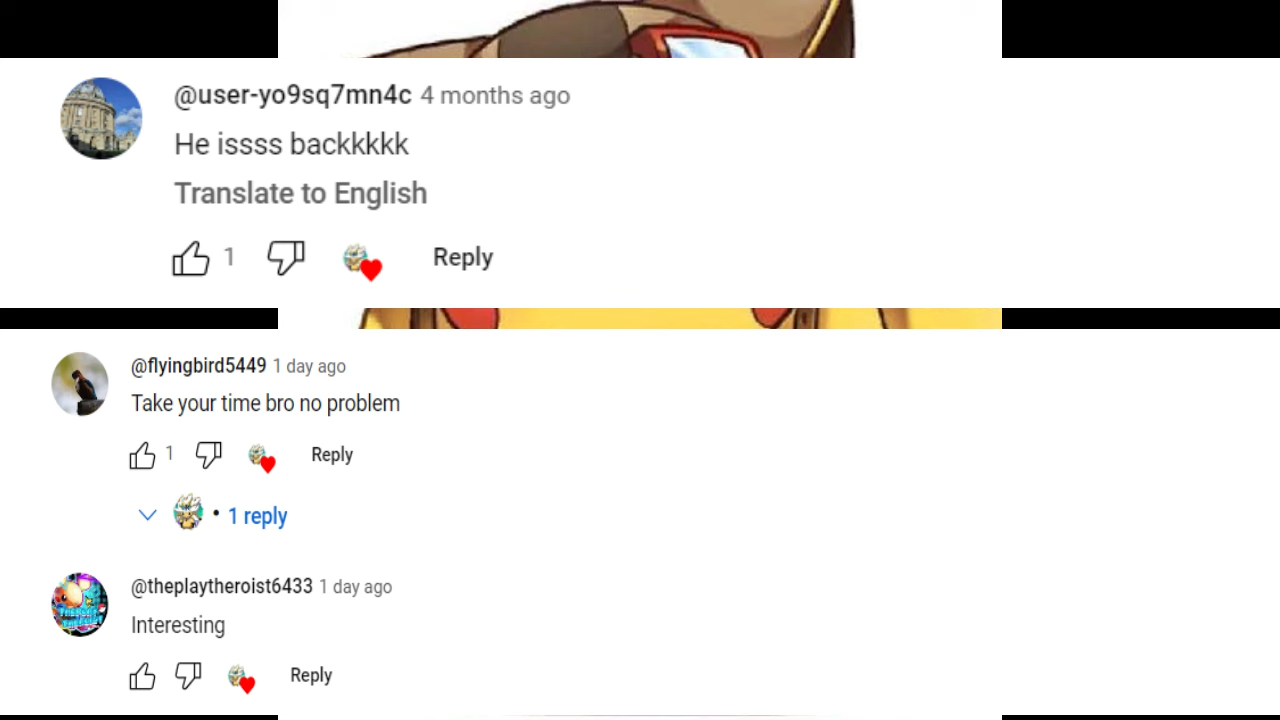 @user-yo9sq7mn4c 4 months ago
He issss backkkkk
Translate to English
1 Reply
@flyingbird5449 1 day ago
Take your time bro no problem
1 Reply
• 1 reply
@theplaytheroist6433 1 day ago
Interesting
Reply